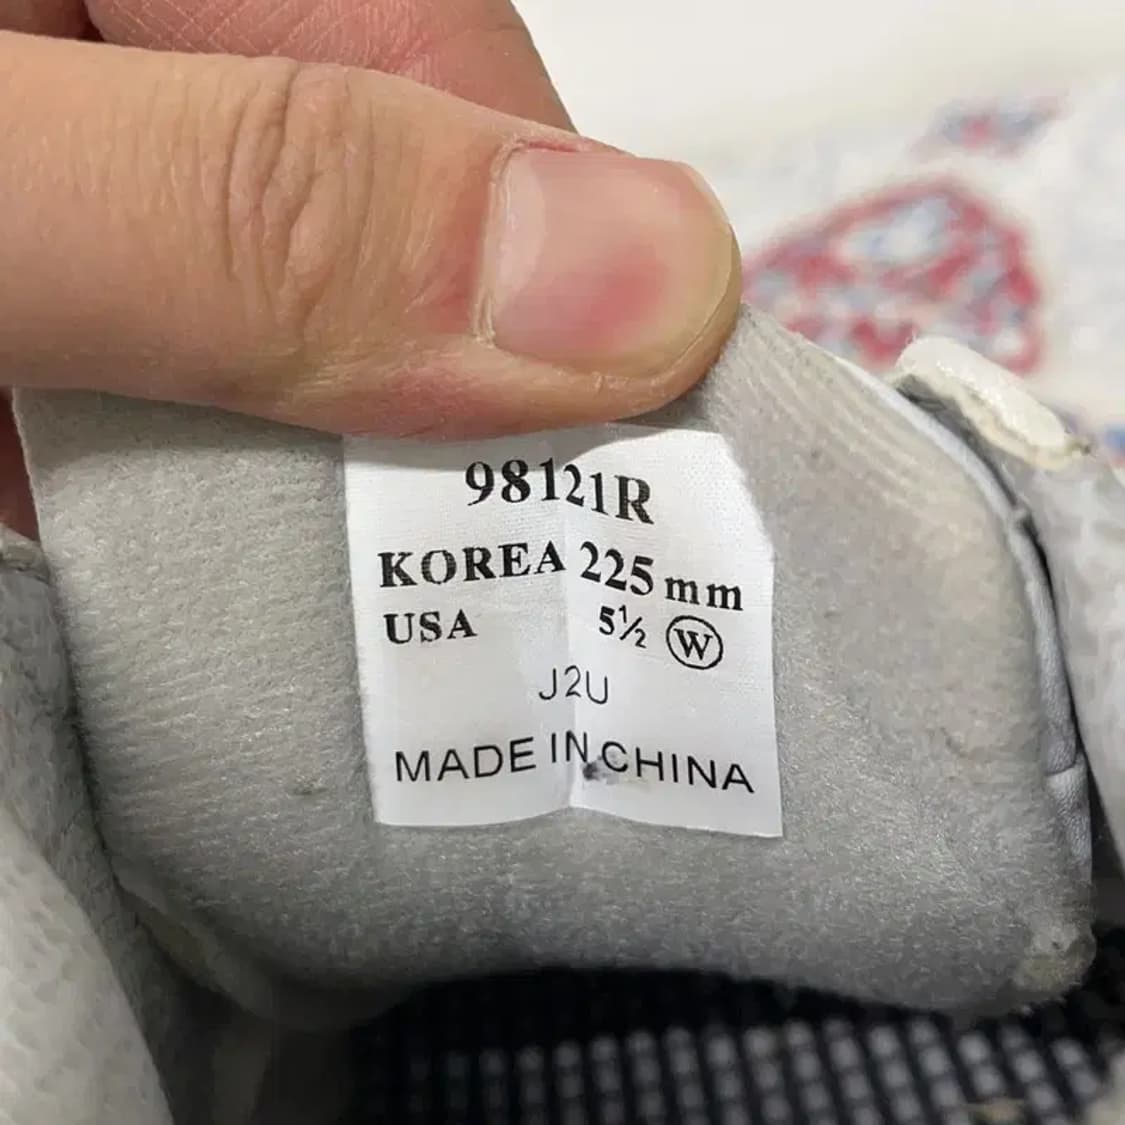 98121R
KOREA 225 mm
USA 5½ Ⓦ
J2U
MADE IN CHINA